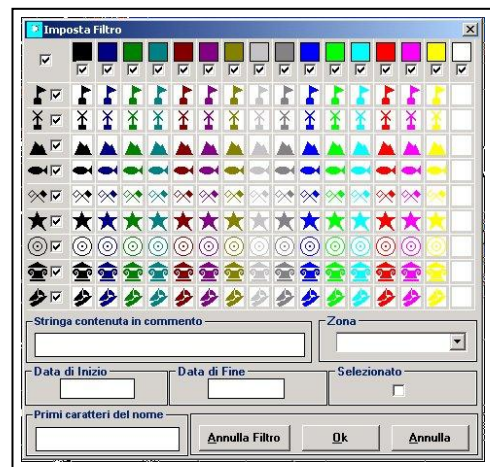 Imposta Filtro
Stringa contenuta in commento
Zona
Data di Inizio
Data di Fine
Selezionato
Primi caratteri del nome
Annulla Filtro
Ok
Annulla